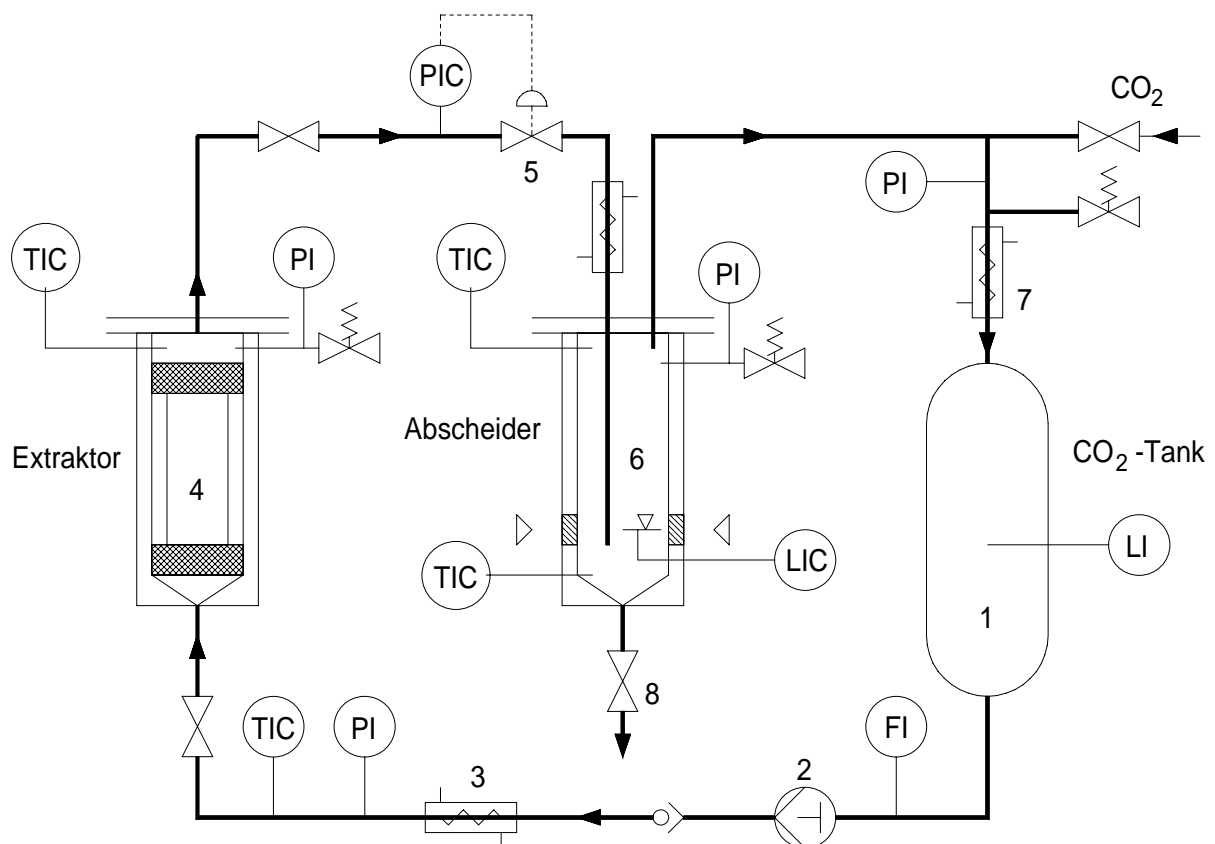 PIC
CO2
5
PI
TIC
PI
TIC
PI
7
Abscheider
6
Extraktor
4
CO2 -Tank
TIC
LIC
LI
1
8
TIC
PI
FI
3
2